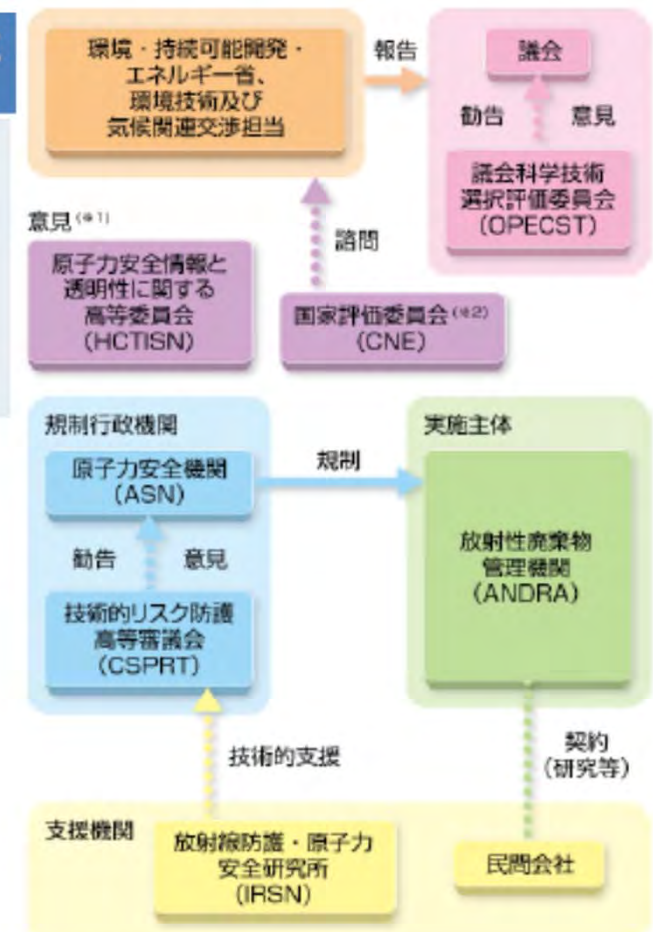 環境・持続可能開発・
エネルギー省、
環境技術及び
気候関連交渉担当
報告
議会
勧告
意見
議会科学技術
選択評価委員会
(OPECST)
意見(※1)
諮問
原子力安全情報と
透明性に関する
高等委員会
(HCTISN)
国家評価委員会(※2)
(CNE)
規制行政機関
原子力安全機関
(ASN)
勧告
意見
技術的リスク防護
高等審議会
(CSPRT)
規制
実施主体
放射性廃棄物
管理機関
(ANDRA)
技術的支援
契約
(研究等)
支援機関
放射線防護・原子力
安全研究所
(IRSN)
民間会社